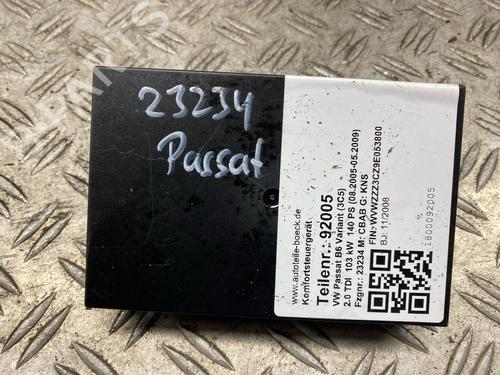 23234
Passat
www.autoteile-boeck.de
Komfortsteuergerät
Teilenr.: 92005
VW Passat B6 Variant (3C5)
2.0 TDI 103 kW 140 PS (08.2005-05.2009)
Fzgnr.: 23234 M: CBAB G: KNS
FIN: WVWZZZ3CZ9E053800
BJ: 11/2008
1800092005